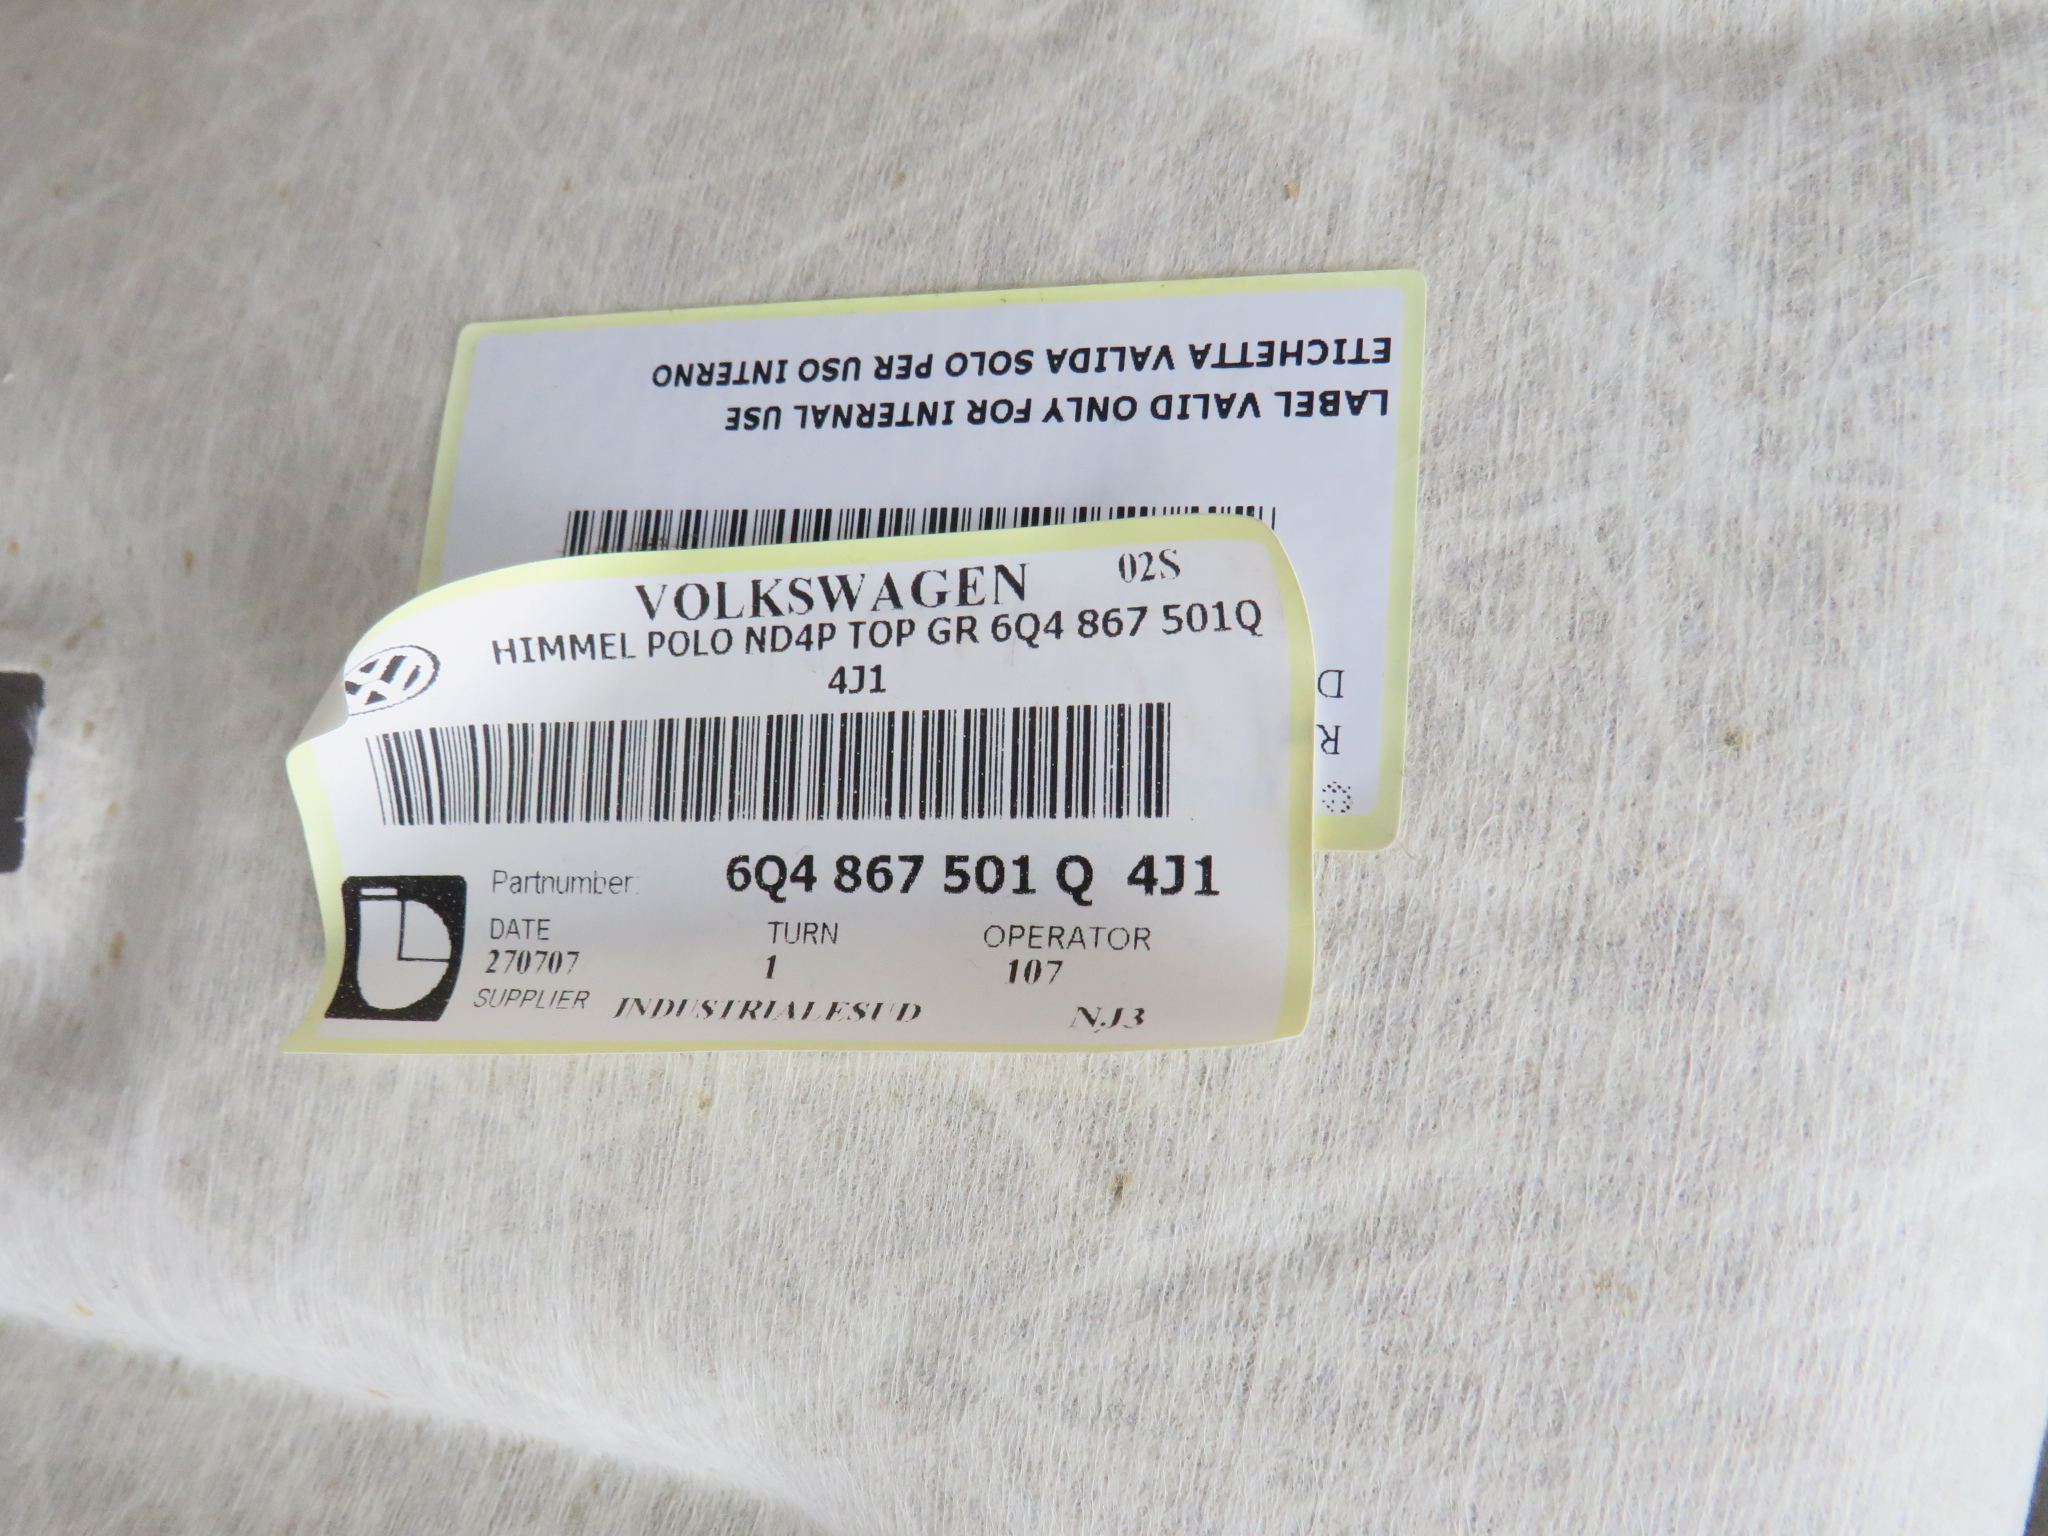 ETICHETTA VALIDA SOLO PER USO INTERNO
LABEL VALID ONLY FOR INTERNAL USE
D
R
VOLKSWAGEN 02S
HIMMEL POLO ND4P TOP GR 6Q4 867 501Q
4J1
Partnumber: 6Q4 867 501 Q 4J1
DATE TURN OPERATOR
270707 1 107
SUPPLIER INDUSTRIALESUD NJ3